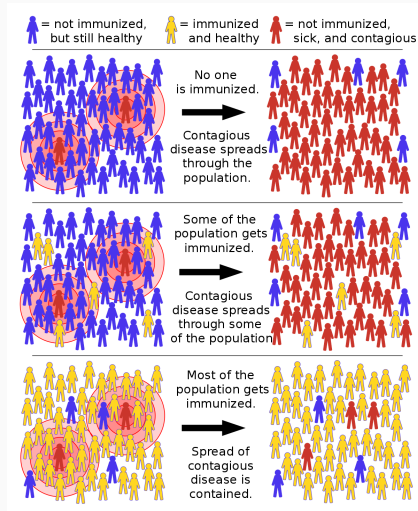 = not immunized,
but still healthy
= immunized
and healthy
= not immunized,
sick, and contagious
No one
is immunized.
Contagious
disease spreads
through the
population.
Some of the
population gets
immunized.
Contagious
disease spreads
through some
of the population
Most of the
population gets
immunized.
Spread of
contagious
disease is
contained.